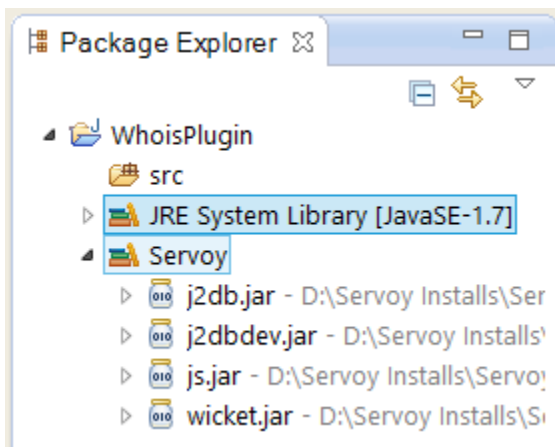 Package Explorer
WhoisPlugin
src
JRE System Library [JavaSE-1.7]
Servoy
j2db.jar - D:\Servoy Installs\Ser
j2dbdev.jar - D:\Servoy Installs\
js.jar - D:\Servoy Installs\Servoy
wicket.jar - D:\Servoy Installs\Se